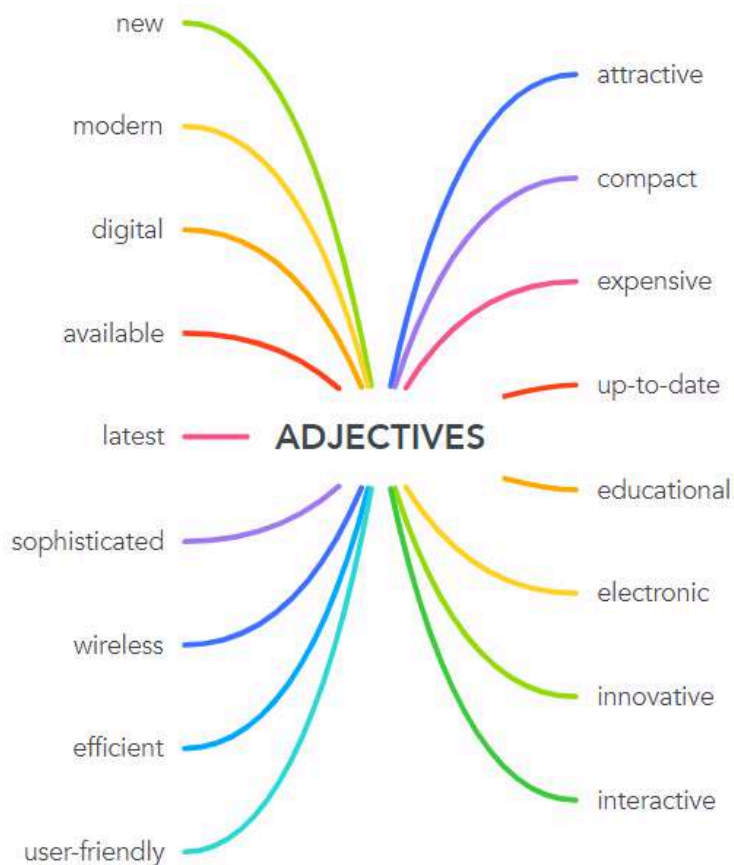 new
modern
digital
available
latest
sophisticated
wireless
efficient
user-friendly
ADJECTIVES
attractive
compact
expensive
up-to-date
educational
electronic
innovative
interactive